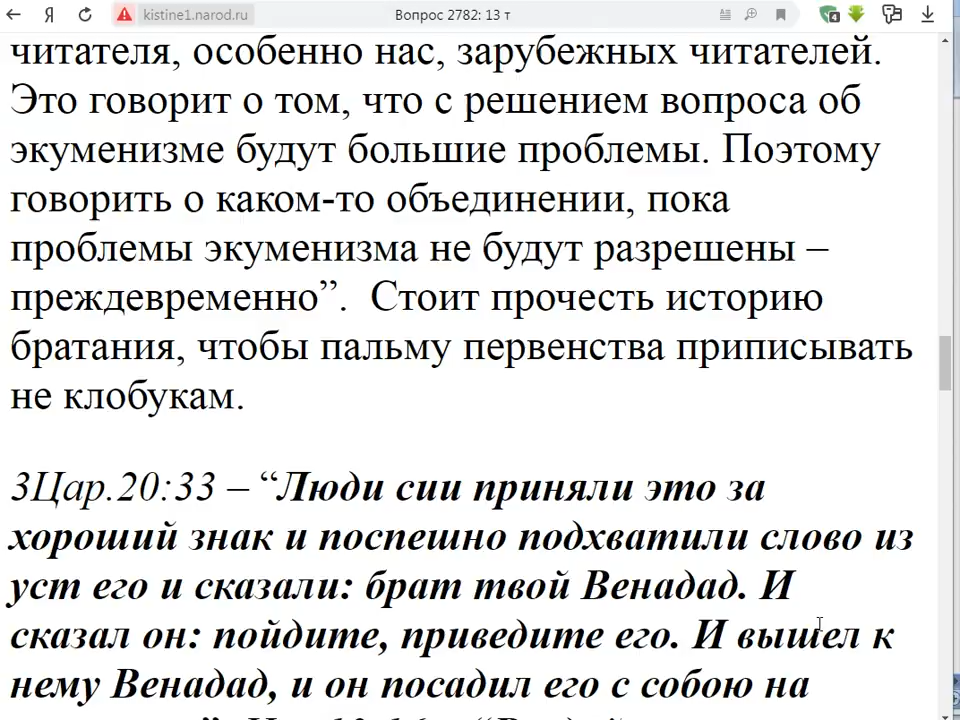 Я kistine1.narod.ru Вопрос 2782: 13 т 4
читателя, особенно нас, зарубежных читателей.
Это говорит о том, что с решением вопроса об
экуменизме будут большие проблемы. Поэтому
говорить о каком-то объединении, пока
проблемы экуменизма не будут разрешены –
преждевременно”.  Стоит прочесть историю
братания, чтобы пальму первенства приписывать
не клобукам.
3Цар.20:33 – “Люди сии приняли это за
хороший знак и поспешно подхватили слово из
уст его и сказали: брат твой Венадад. И
сказал он: пойдите, приведите его. И вышел к
нему Венадад, и он посадил его с собою на